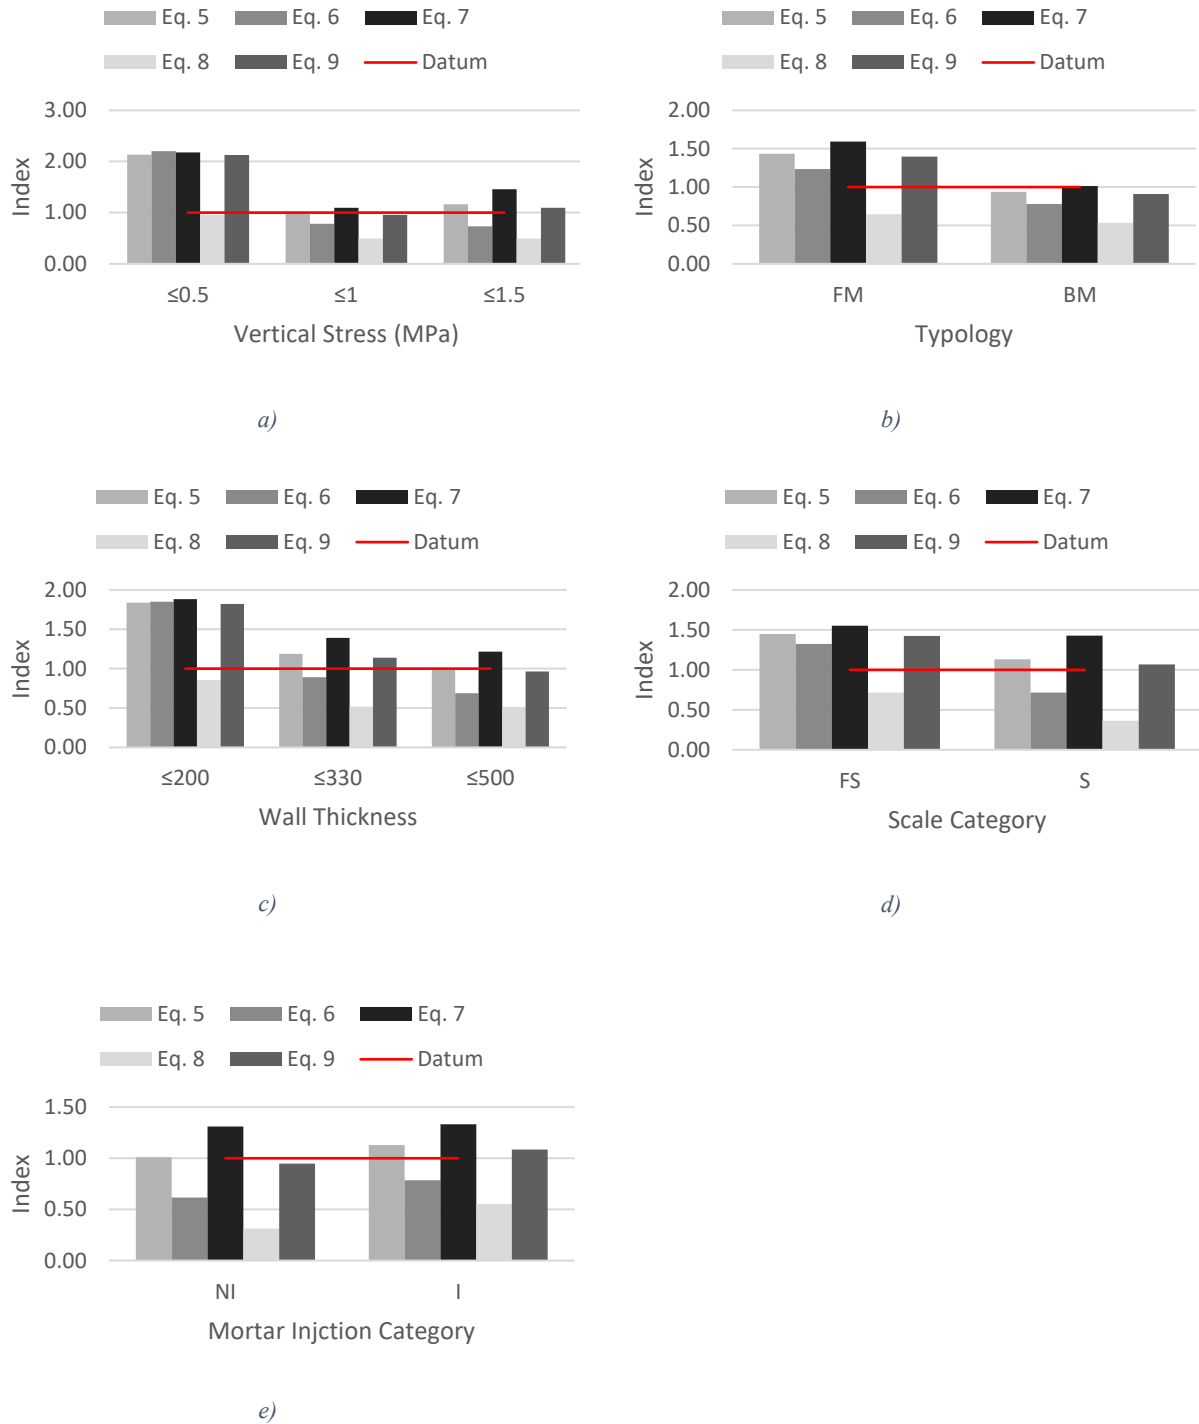 Eq. 5 Eq. 6 Eq. 7
Eq. 8 Eq. 9 Datum
3.00
2.00
1.00
0.00
Index
≤0.5 ≤1 ≤1.5
Vertical Stress (MPa)
a)
Eq. 5 Eq. 6 Eq. 7
Eq. 8 Eq. 9 Datum
2.00
1.50
1.00
0.50
0.00
Index
FM BM
Typology
b)
Eq. 5 Eq. 6 Eq. 7
Eq. 8 Eq. 9 Datum
2.00
1.50
1.00
0.50
0.00
Index
≤200 ≤330 ≤500
Wall Thickness
c)
Eq. 5 Eq. 6 Eq. 7
Eq. 8 Eq. 9 Datum
2.00
1.50
1.00
0.50
0.00
Index
FS S
Scale Category
d)
Eq. 5 Eq. 6 Eq. 7
Eq. 8 Eq. 9 Datum
1.50
1.00
0.50
0.00
Index
NI I
Mortar Injction Category
e)